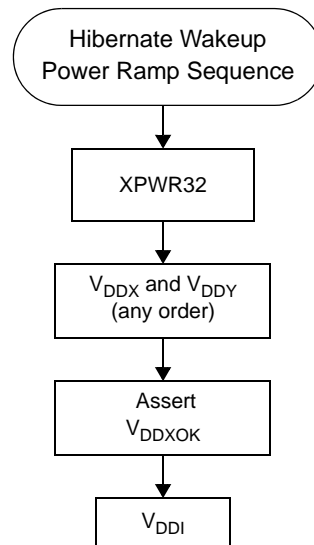 Hibernate Wakeup
Power Ramp Sequence
XPWR32
VDDX and VDDY
(any order)
Assert
VDDXOK
VDDI